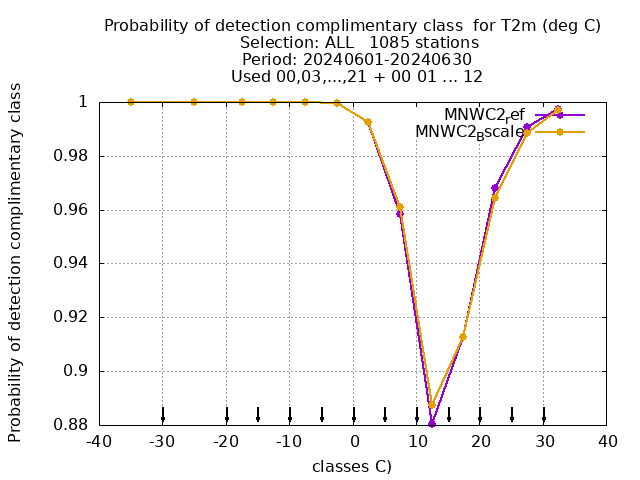 Probability of detection complimentary class  for T2m (deg C)
Selection: ALL   1085 stations
Period: 20240601-20240630
Used 00,03,...,21 + 00 01 ... 12
Probability of detection complimentary class
MNWC2ref
MNWC2Bscale
1
0.98
0.96
0.94
0.92
0.9
0.88
-40 -30 -20 -10 0 10 20 30 40
classes C)